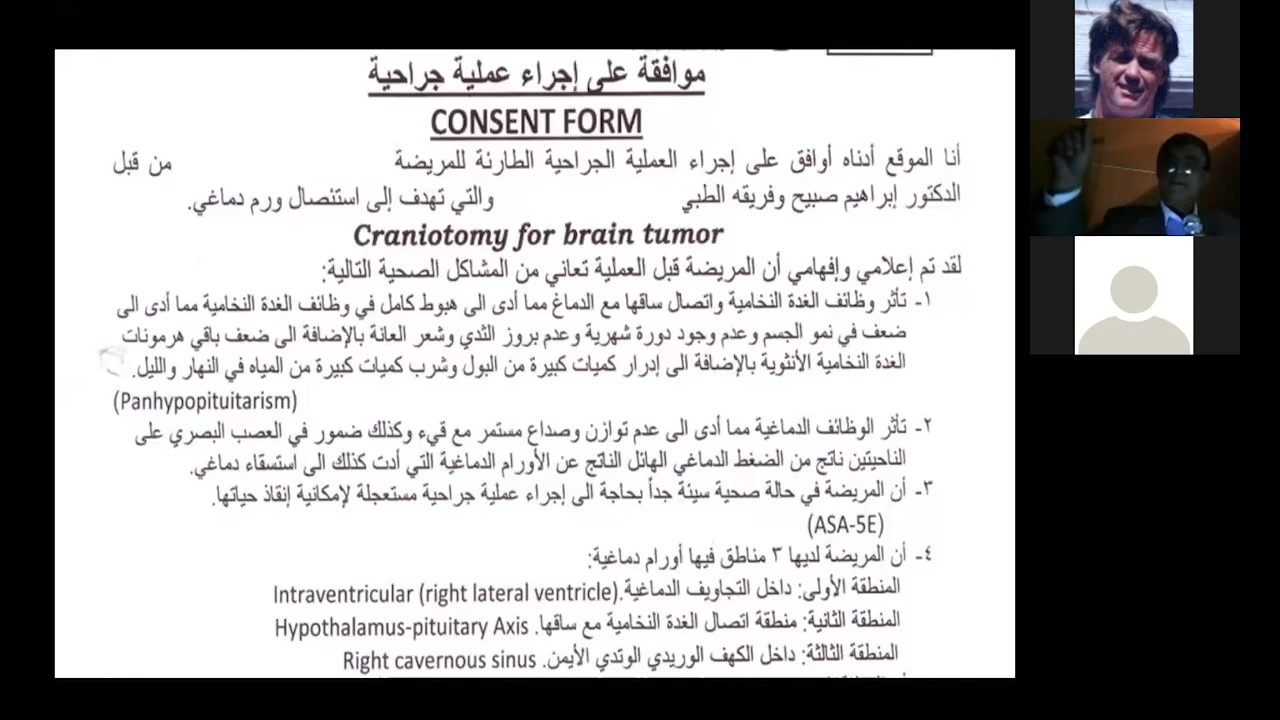 موافقة على إجراء عملية جراحية
CONSENT FORM
أنا الموقع أدناه أوافق على إجراء العملية الجراحية الطارئة للمريضة من قبل
الدكتور إبراهيم صبيح وفريقه الطبي والتي تهدف إلى استئصال ورم دماغي.
Craniotomy for brain tumor
لقد تم إعلامي وإفهامي أن المريضة قبل العملية تعاني من المشاكل الصحية التالية:
١- تأثر وظائف الغدة النخامية واتصال ساقها مع الدماغ مما أدى الى هبوط كامل في وظائف الغدة النخامية مما أدى الى
ضعف في نمو الجسم وعدم وجود دورة شهرية وعدم بروز الثدي وشعر العانة بالإضافة الى ضعف باقي هرمونات
الغدة النخامية الأنثوية بالإضافة الى إدرار كميات كبيرة من البول وشرب كميات كبيرة من المياه في النهار والليل.
(Panhypopituitarism)
٢- تأثر الوظائف الدماغية مما أدى الى عدم توازن وصداع مستمر مع قيء وكذلك ضمور في العصب البصري على
الناحيتين ناتج من الضغط الدماغي الهائل الناتج عن الأورام الدماغية التي أدت كذلك الى استسقاء دماغي.
٣- أن المريضة في حالة صحية سيئة جداً بحاجة الى إجراء عملية جراحية مستعجلة لإمكانية إنقاذ حياتها.
(ASA-5E)
٤- أن المريضة لديها ٣ مناطق فيها أورام دماغية:
المنطقة الأولى: داخل التجاويف الدماغية.Intraventricular (right lateral ventricle)
المنطقة الثانية: منطقة اتصال الغدة النخامية مع ساقها. Hypothalamus-pituitary Axis
المنطقة الثالثة: داخل الكهف الوريدي الوتدي الأيمن. Right cavernous sinus